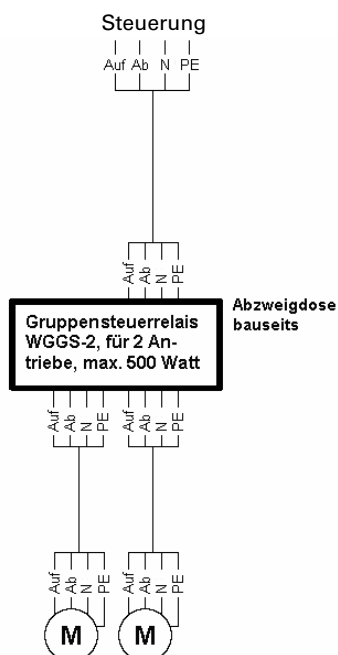 Steuerung
Auf Ab N PE
Auf Ab N PE
Abzweigdose
bauseits
Gruppensteuerrelais
WGGS-2, für 2 An-
triebe, max. 500 Watt
Auf Ab N PE Auf Ab N PE
Auf Ab N PE Auf Ab N PE
M M